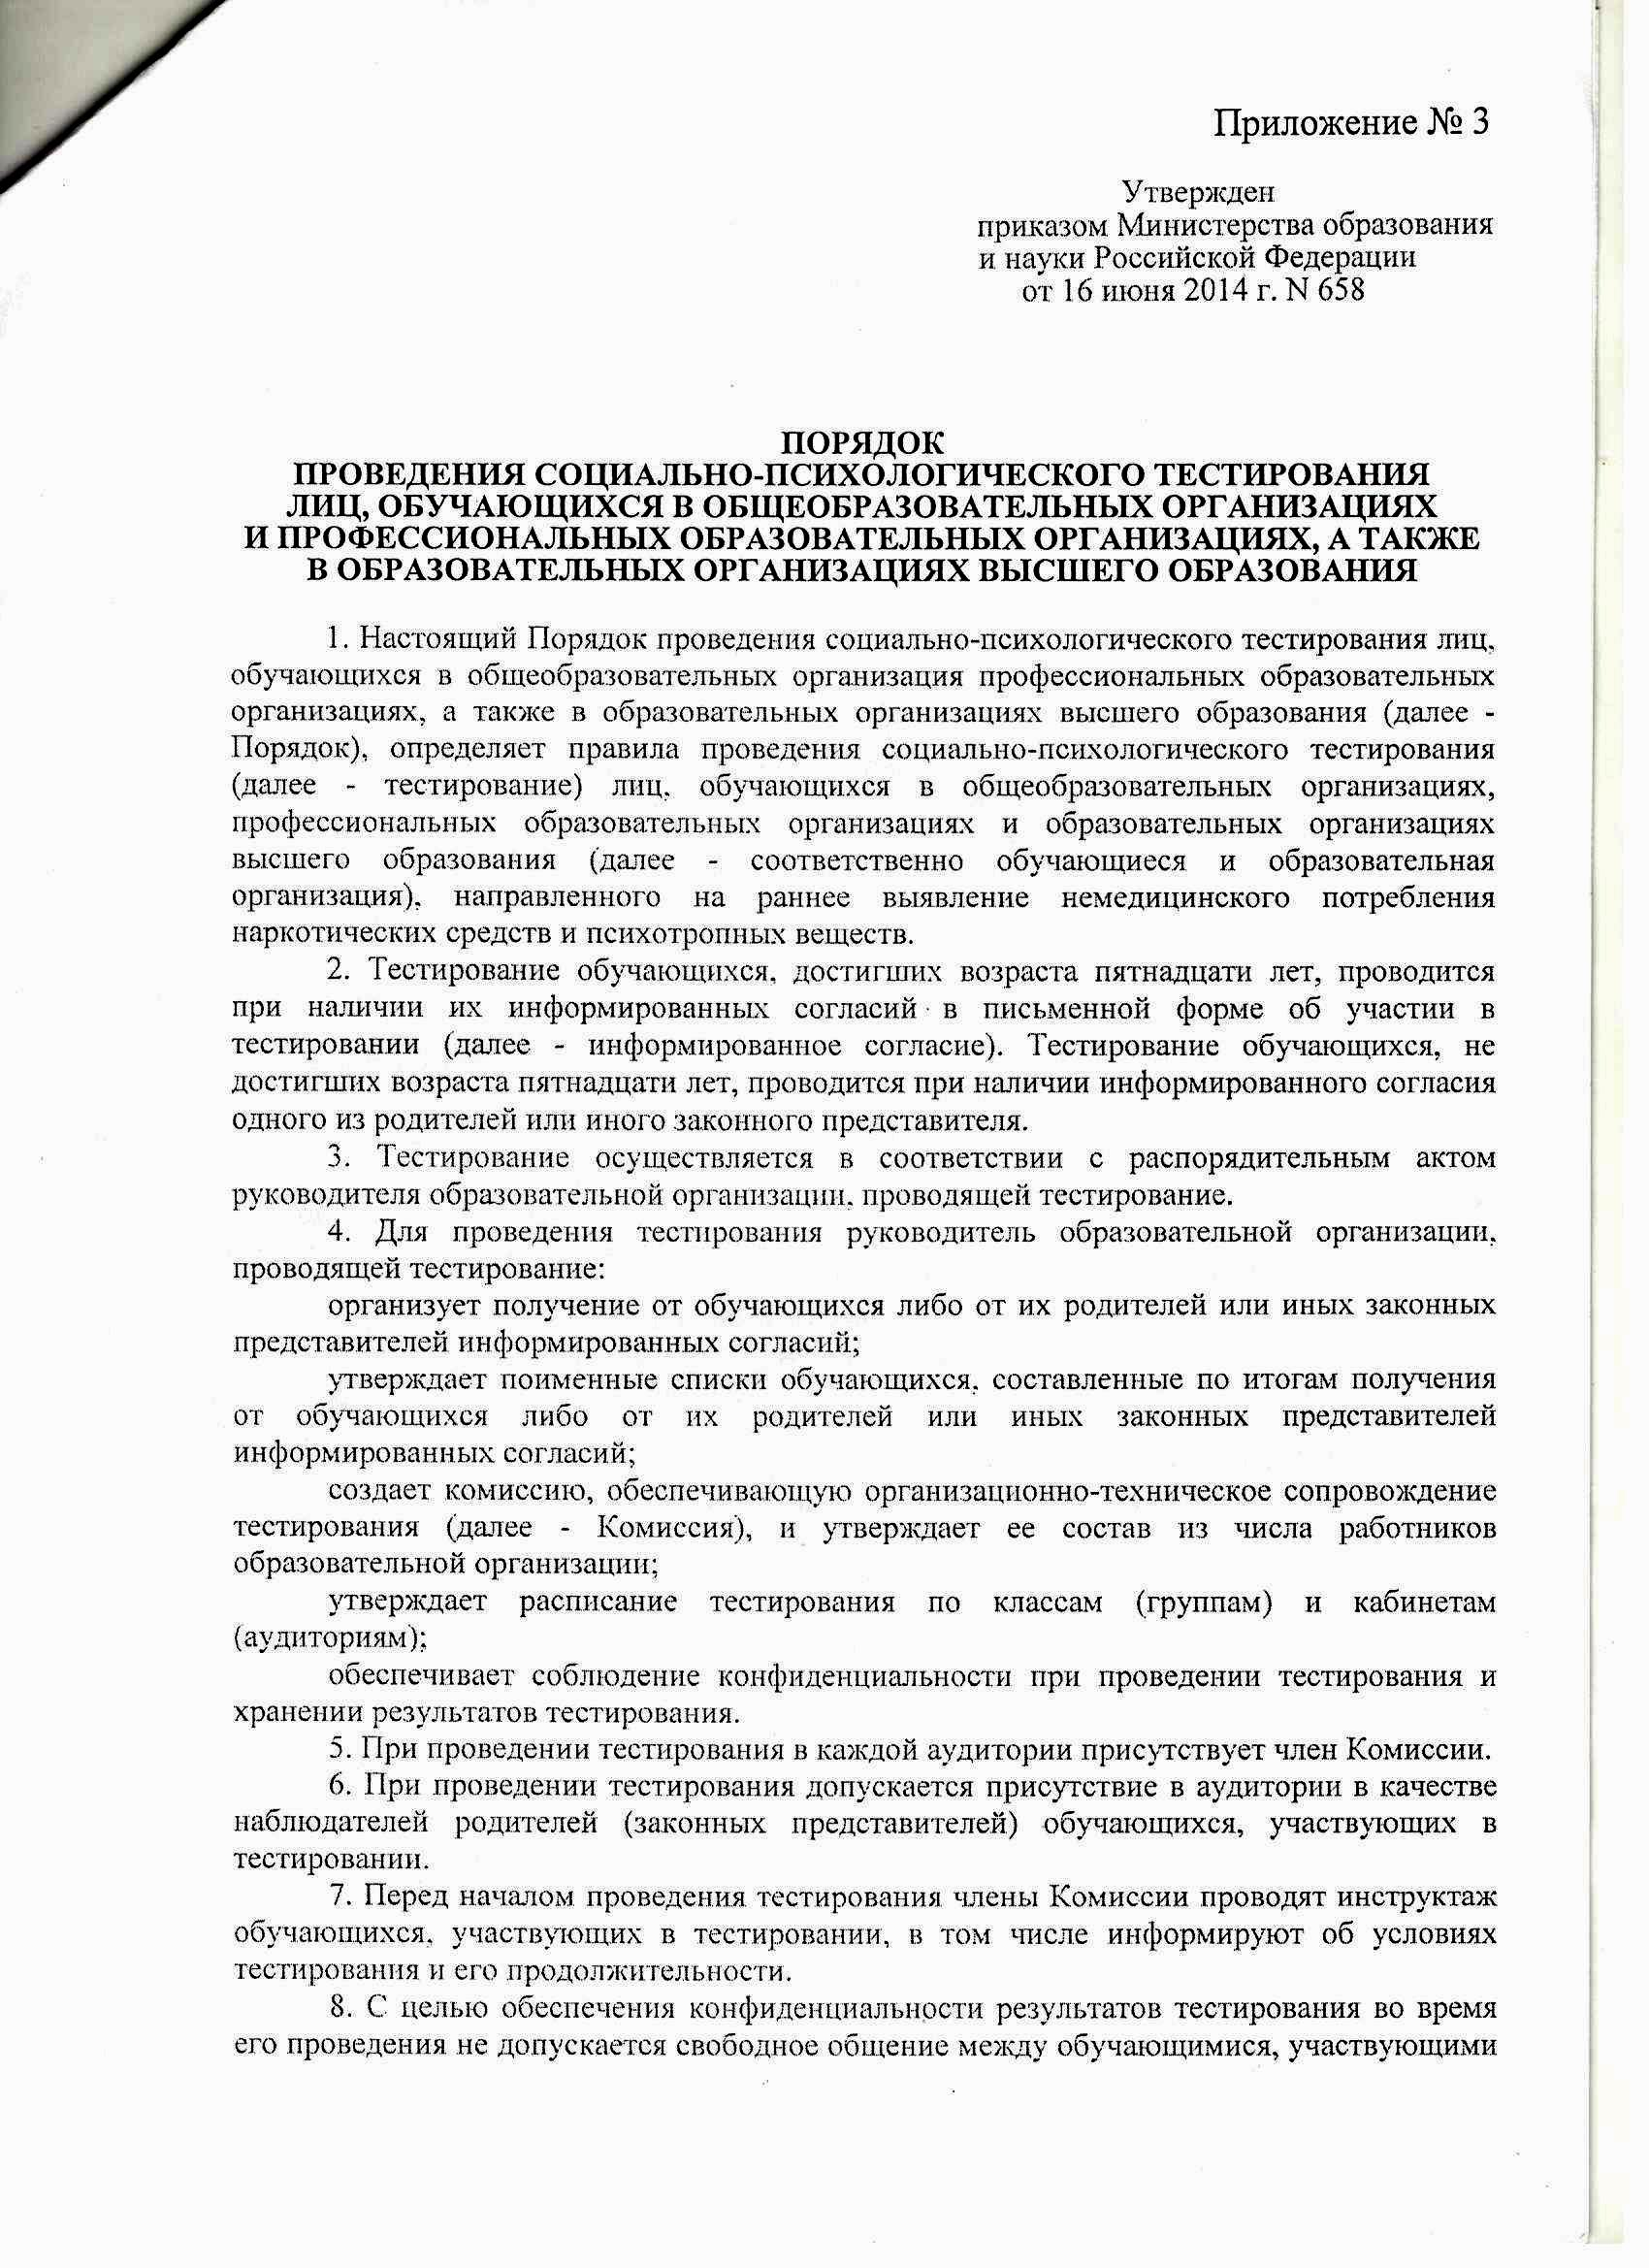 Приложение № 3
Утвержден
приказом Министерства образования
и науки Российской Федерации
от 16 июня 2014 г. N 658
ПОРЯДОК
ПРОВЕДЕНИЯ СОЦИАЛЬНО-ПСИХОЛОГИЧЕСКОГО ТЕСТИРОВАНИЯ
ЛИЦ, ОБУЧАЮЩИХСЯ В ОБЩЕОБРАЗОВАТЕЛЬНЫХ ОРГАНИЗАЦИЯХ
И ПРОФЕССИОНАЛЬНЫХ ОБРАЗОВАТЕЛЬНЫХ ОРГАНИЗАЦИЯХ, А ТАКЖЕ
В ОБРАЗОВАТЕЛЬНЫХ ОРГАНИЗАЦИЯХ ВЫСШЕГО ОБРАЗОВАНИЯ
1. Настоящий Порядок проведения социально-психологического тестирования лиц,
обучающихся в общеобразовательных организация профессиональных образовательных
организациях, а также в образовательных организациях высшего образования (далее -
Порядок), определяет правила проведения социально-психологического тестирования
(далее - тестирование) лиц, обучающихся в общеобразовательных организациях,
профессиональных образовательных организациях и образовательных организациях
высшего образования (далее - соответственно обучающиеся и образовательная
организация), направленного на раннее выявление немедицинского потребления
наркотических средств и психотропных веществ.
2. Тестирование обучающихся, достигших возраста пятнадцати лет, проводится
при наличии их информированных согласий в письменной форме об участии в
тестировании (далее - информированное согласие). Тестирование обучающихся, не
достигших возраста пятнадцати лет, проводится при наличии информированного согласия
одного из родителей или иного законного представителя.
3. Тестирование осуществляется в соответствии с распорядительным актом
руководителя образовательной организации, проводящей тестирование.
4. Для проведения тестирования руководитель образовательной организации,
проводящей тестирование:
организует получение от обучающихся либо от их родителей или иных законных
представителей информированных согласий;
утверждает поименные списки обучающихся, составленные по итогам получения
от обучающихся либо от их родителей или иных законных представителей
информированных согласий;
создает комиссию, обеспечивающую организационно-техническое сопровождение
тестирования (далее - Комиссия), и утверждает ее состав из числа работников
образовательной организации;
утверждает расписание тестирования по классам (группам) и кабинетам
(аудиториям);
обеспечивает соблюдение конфиденциальности при проведении тестирования и
хранении результатов тестирования.
5. При проведении тестирования в каждой аудитории присутствует член Комиссии.
6. При проведении тестирования допускается присутствие в аудитории в качестве
наблюдателей родителей (законных представителей) обучающихся, участвующих в
тестировании.
7. Перед началом проведения тестирования члены Комиссии проводят инструктаж
обучающихся, участвующих в тестировании, в том числе информируют об условиях
тестирования и его продолжительности.
8. С целью обеспечения конфиденциальности результатов тестирования во время
его проведения не допускается свободное общение между обучающимися, участвующими